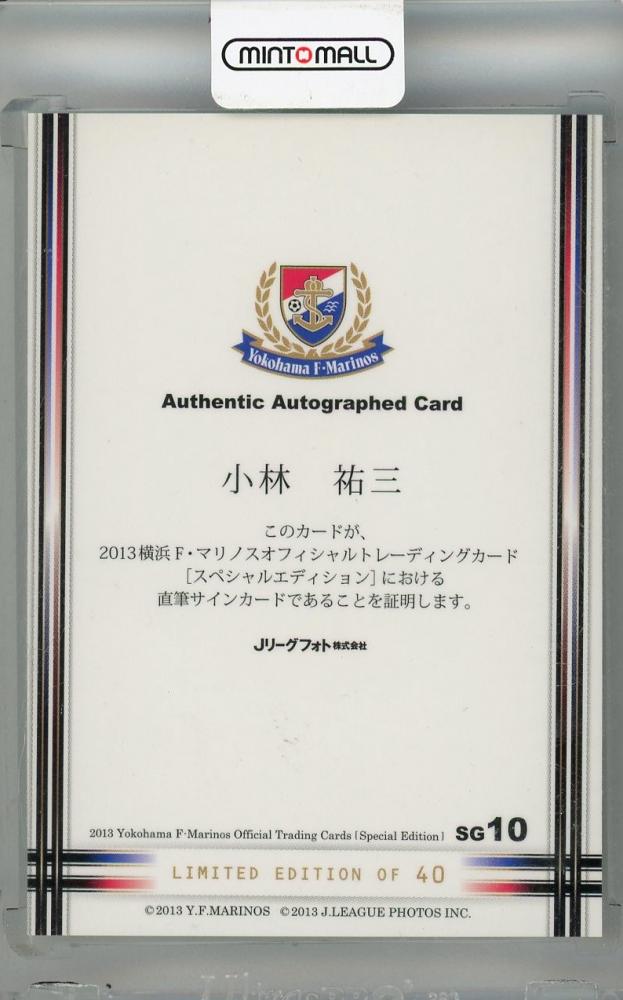 MINTOMALL
Yokohama F·Marinos
Authentic Autographed Card
小林　祐三
このカードが、
2013横浜F・マリノスオフィシャルトレーディングカード
[スペシャルエディション]における
直筆サインカードであることを証明します。
Jリーグフォト株式会社
2013 Yokohama F·Marinos Official Trading Cards [Special Edition] SG10
LIMITED EDITION OF 40
©2013 Y.F.MARINOS ©2013 J.LEAGUE PHOTOS INC.